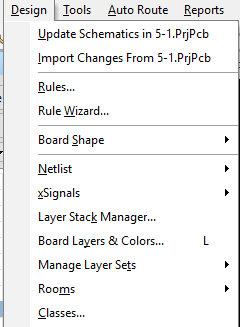 Design Tools Auto Route Reports
Update Schematics in 5-1.PrjPcb
Import Changes From 5-1.PrjPcb
Rules...
Rule Wizard...
Board Shape
Netlist
xSignals
Layer Stack Manager...
Board Layers & Colors... L
Manage Layer Sets
Rooms
Classes...